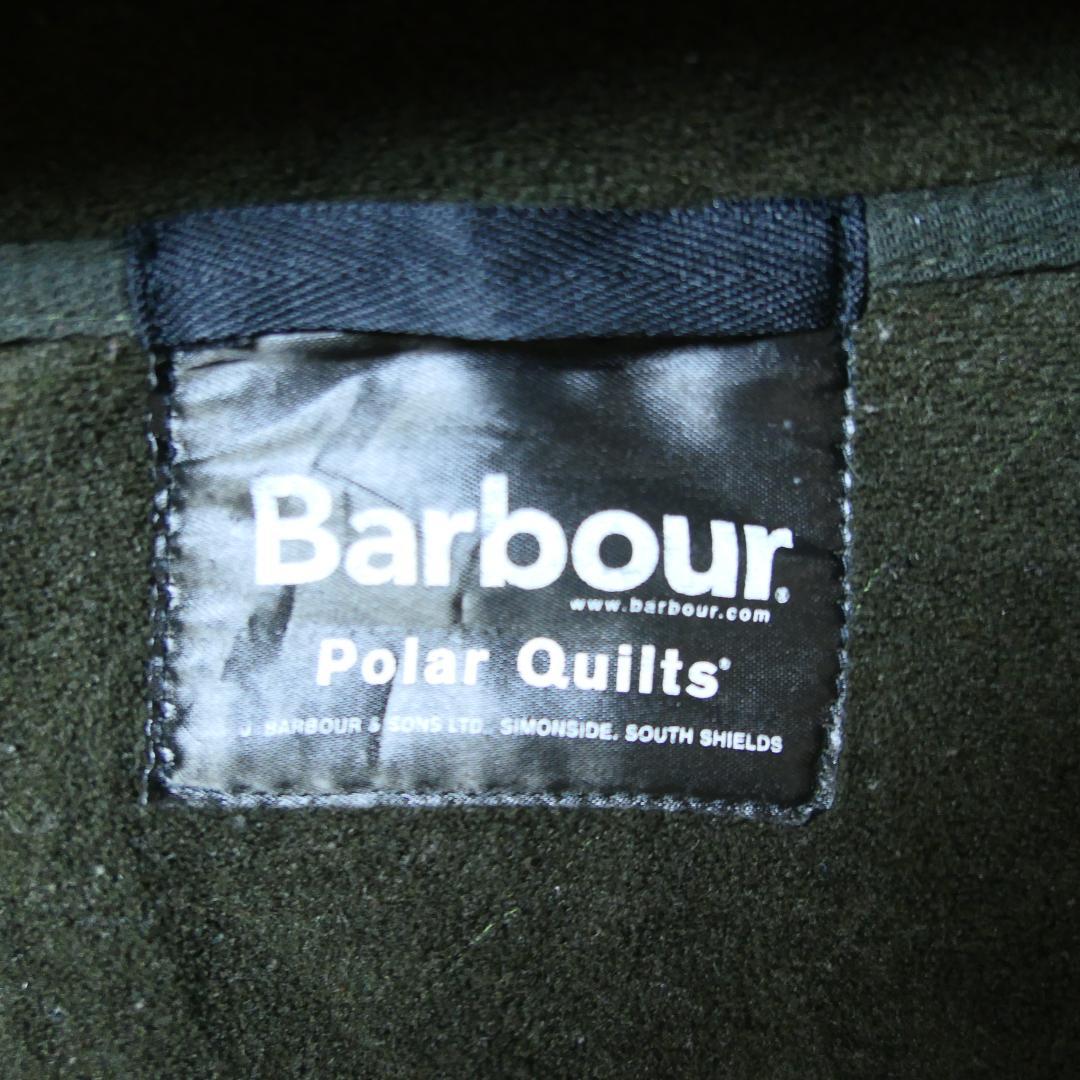 Barbour®
www.barbour.com
Polar Quilts®
J. BARBOUR & SONS LTD., SIMONSIDE, SOUTH SHIELDS